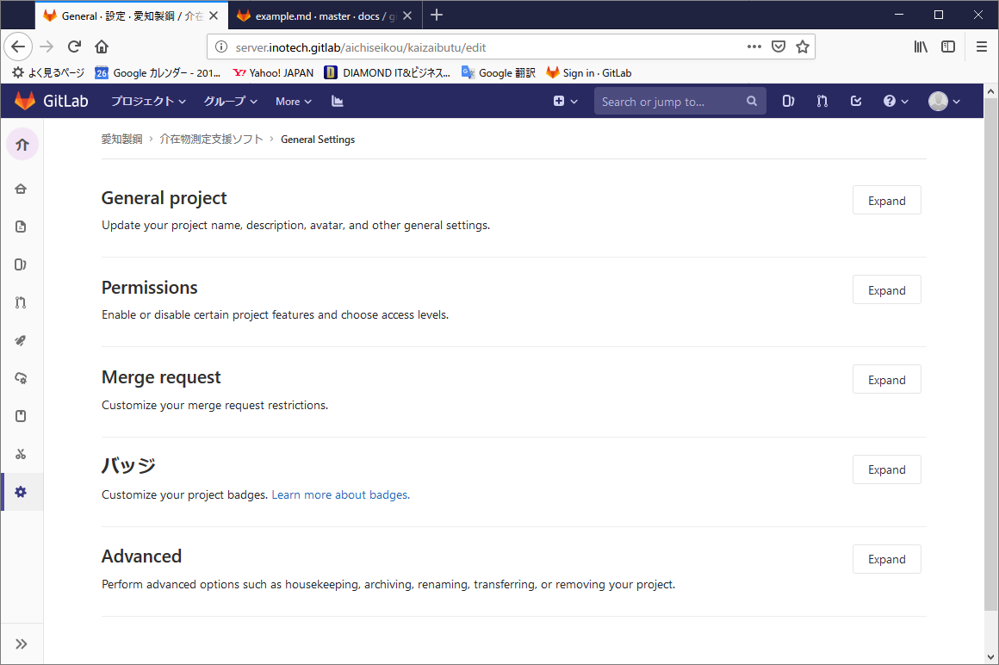 General · 設定 · 愛知製鋼 / 介在
example.md · master · docs / g
server.inotech.gitlab/aichiseikou/kaizaibutu/edit
よく見るページ 26 Google カレンダー - 201... Yahoo! JAPAN DIAMOND IT&ビジネス... Google 翻訳 Sign in · GitLab
GitLab プロジェクト グループ More Search or jump to...
愛知製鋼 › 介在物測定支援ソフト › General Settings
介
General project
Expand
Update your project name, description, avatar, and other general settings.
Permissions
Expand
Enable or disable certain project features and choose access levels.
Merge request
Expand
Customize your merge request restrictions.
バッジ
Expand
Customize your project badges. Learn more about badges.
Advanced
Expand
Perform advanced options such as housekeeping, archiving, renaming, transferring, or removing your project.